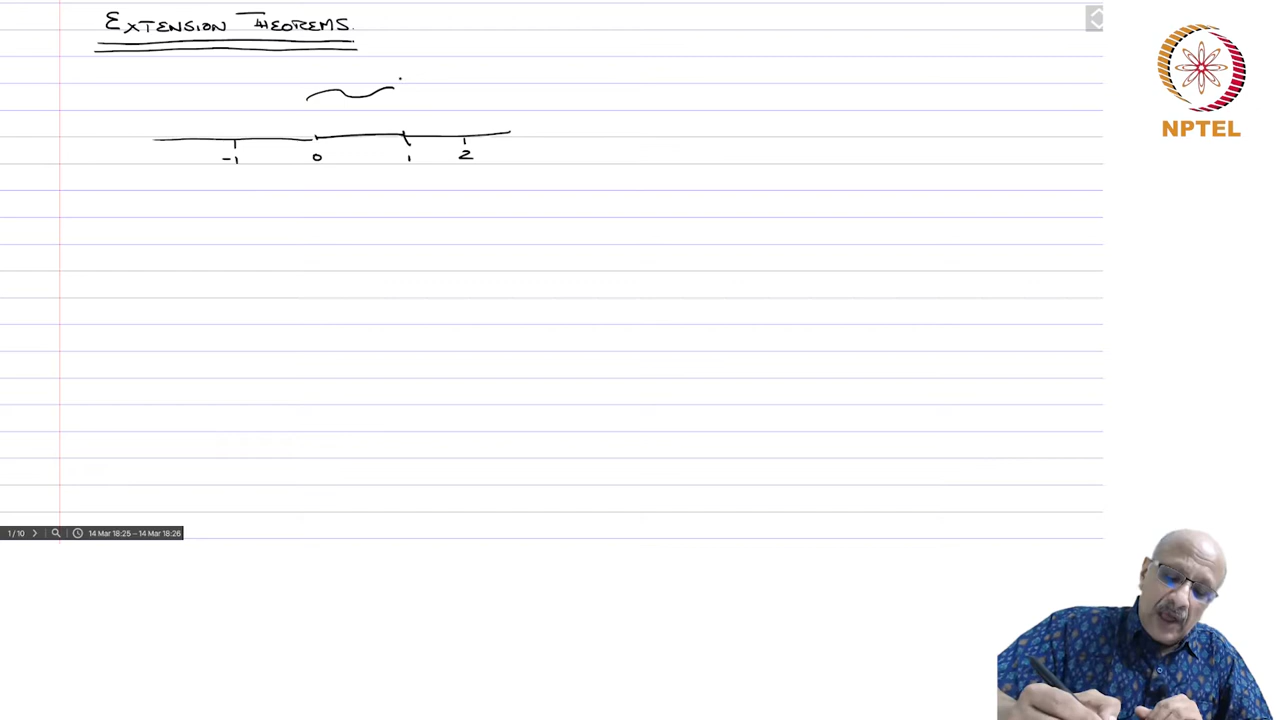 EXTENSION THEOREMS.
-1 0 1 2
NPTEL
1 / 10 14 Mar 18:25 – 14 Mar 18:26